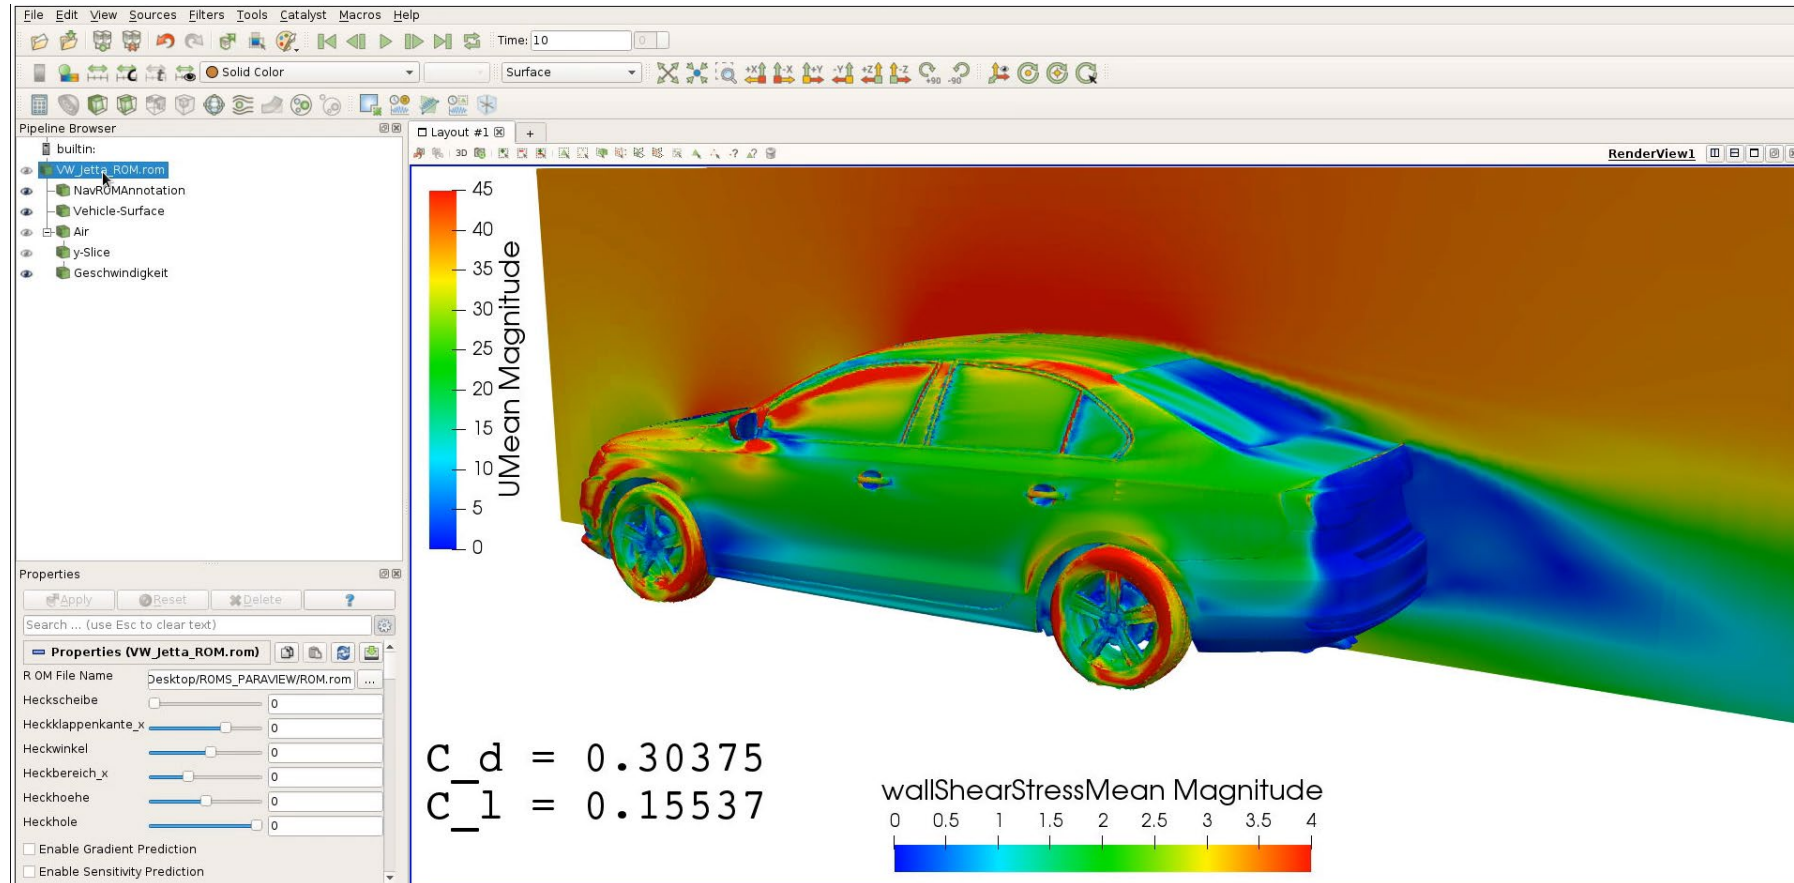 File Edit View Sources Filters Tools Catalyst Macros Help
Time: 10 0
Solid Color Surface +X -X +Y -Y +Z -Z +90 -90
Pipeline Browser
builtin:
VW_Jetta_ROM.rom
NavROMAnnotation
Vehicle-Surface
Air
y-Slice
Geschwindigkeit
Properties
Apply Reset Delete ?
Search ... (use Esc to clear text)
Properties (VW_Jetta_ROM.rom)
R OM File Name Desktop/ROMS_PARAVIEW/ROM.rom ...
Heckscheibe 0
Heckklappenkante_x 0
Heckwinkel 0
Heckbereich_x 0
Heckhoehe 0
Heckhole 0
Enable Gradient Prediction
Enable Sensitivity Prediction
Layout #1 +
3D
RenderView1
45
40
35
30
25
20
15
10
5
0
UMean Magnitude
C_d = 0.30375
C_l = 0.15537
wallShearStressMean Magnitude
0 0.5 1 1.5 2 2.5 3 3.5 4